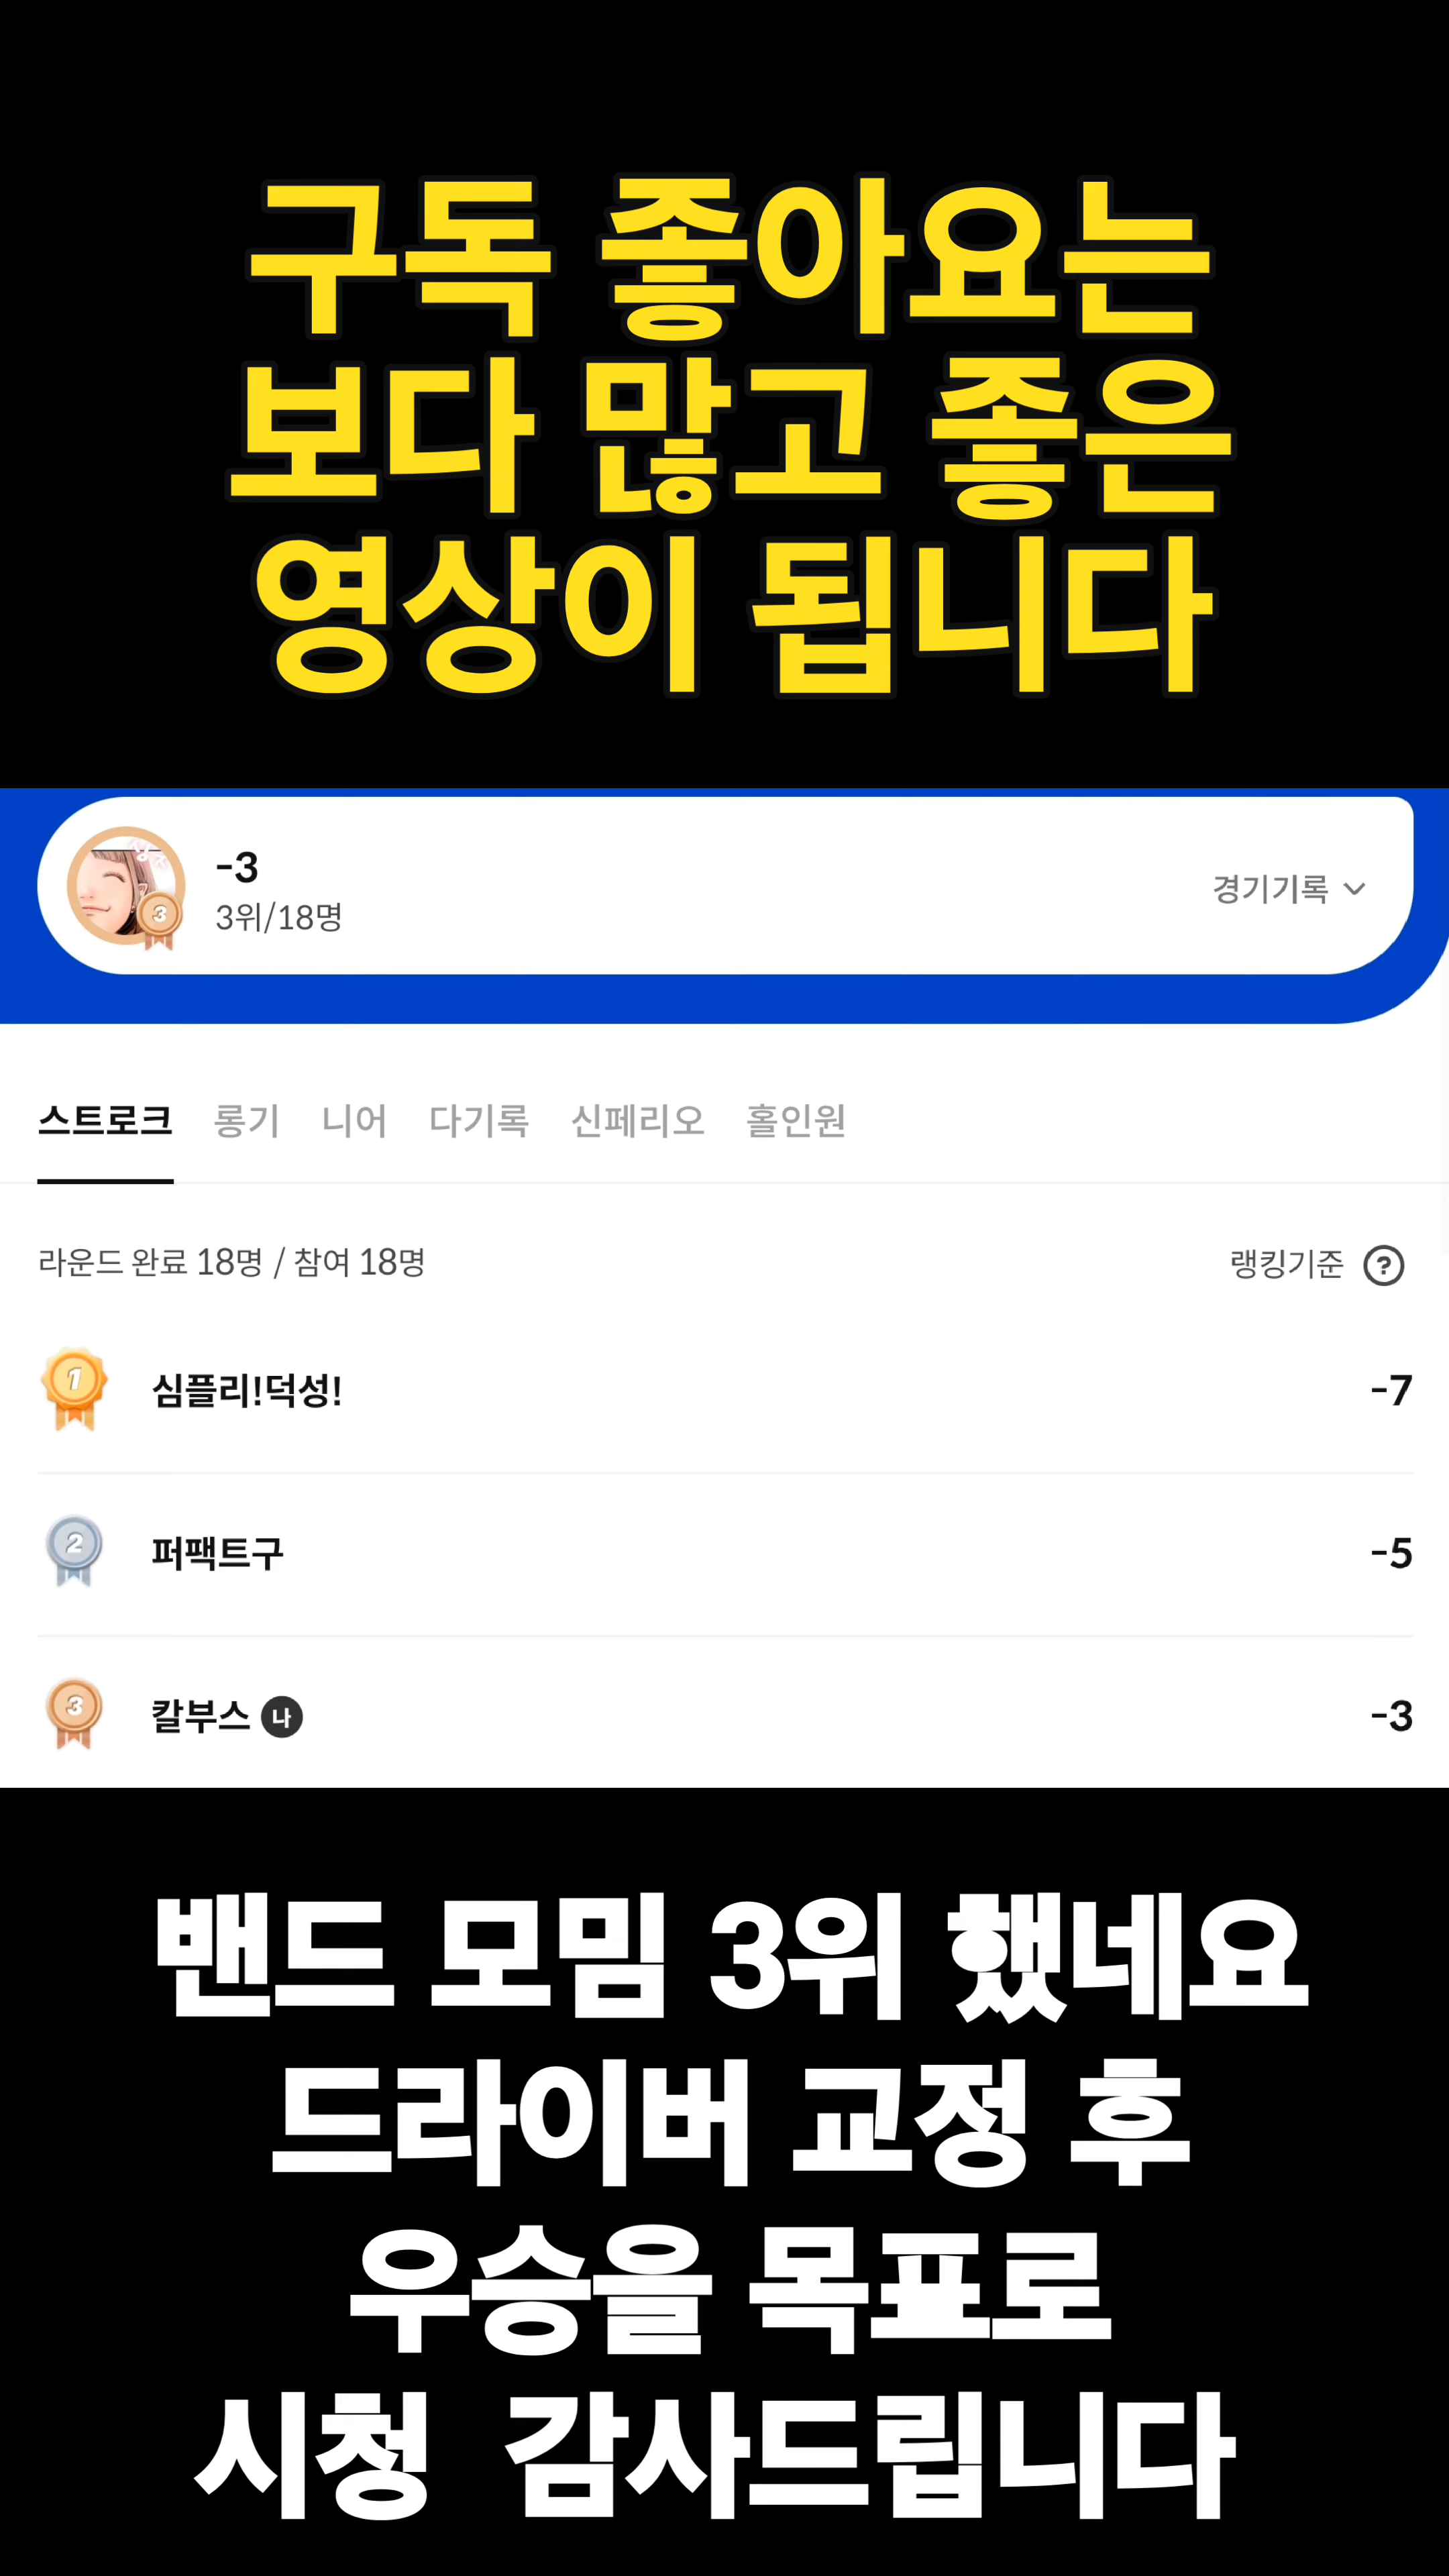 구독 좋아요는
보다 많고 좋은
영상이 됩니다
-3
3위/18명
경기기록
3
스트로크 롱기 니어 다기록 신페리오 홀인원
라운드 완료 18명 / 참여 18명
랭킹기준 ?
1 심플리!덕성! -7
2 퍼팩트구 -5
3 칼부스 나 -3
밴드 모밈 3위 했네요
드라이버 교정 후
우승을 목표로
시청 감사드립니다